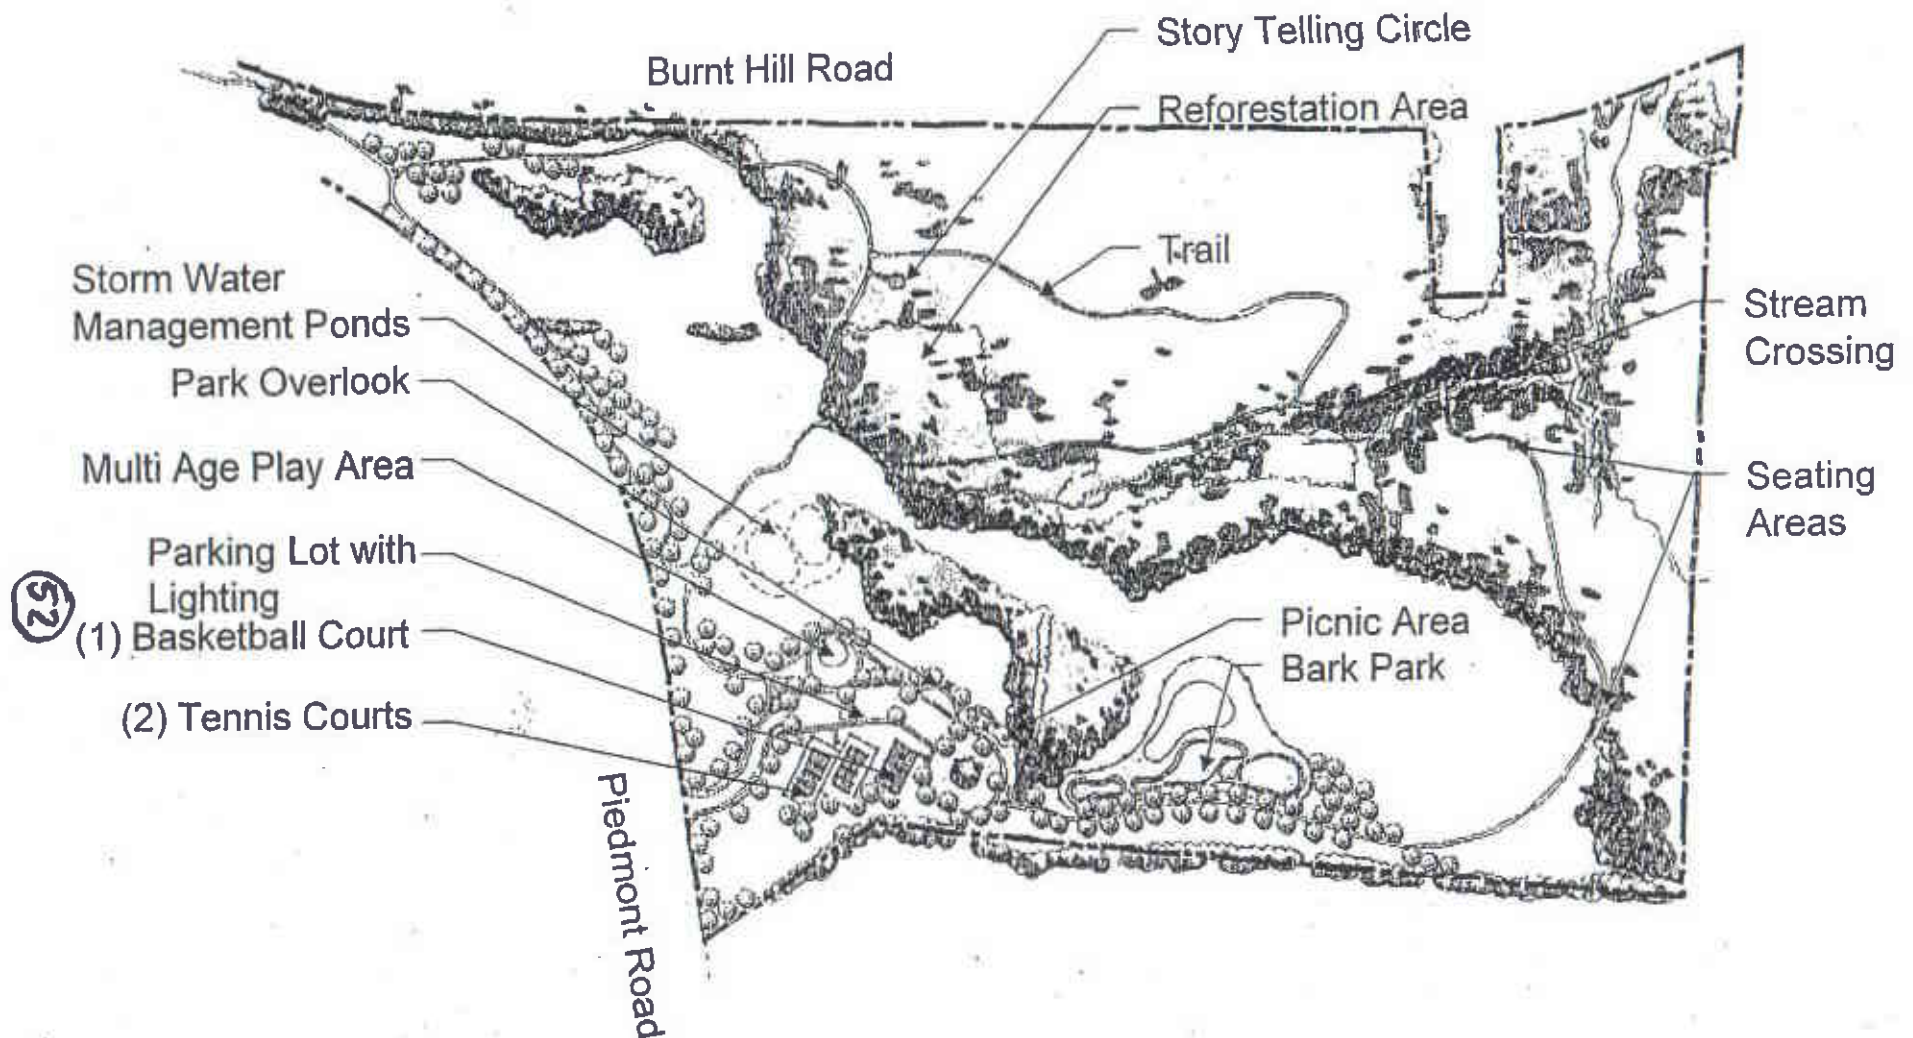 Story Telling Circle
Burnt Hill Road
Reforestation Area
Trail
Storm Water
Management Ponds
Park Overlook
Multi Age Play Area
Parking Lot with
Lighting
52
(1) Basketball Court
(2) Tennis Courts
Stream
Crossing
Seating
Areas
Picnic Area
Bark Park
Piedmont Road